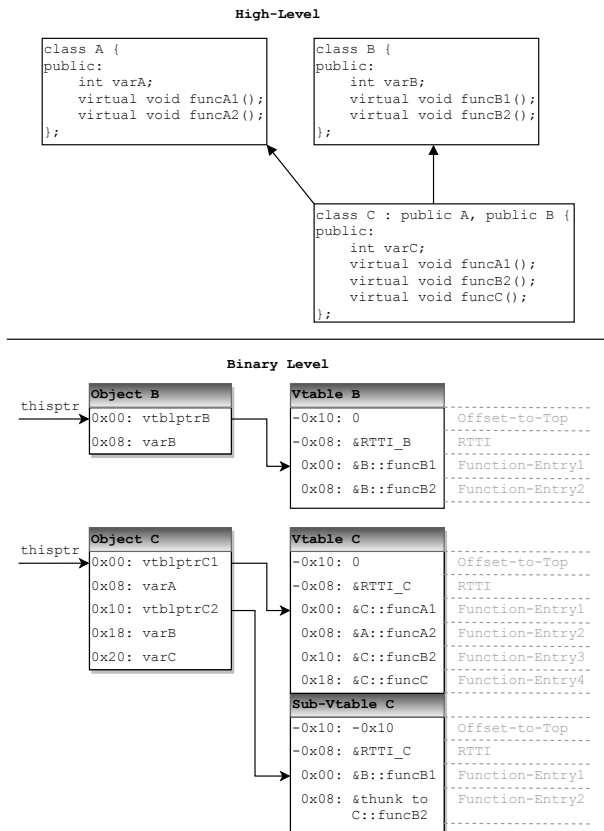 High-Level
class A {
public:
int varA;
virtual void funcA1();
virtual void funcA2();
};
class B {
public:
int varB;
virtual void funcB1();
virtual void funcB2();
};
class C : public A, public B {
public:
int varC;
virtual void funcA1();
virtual void funcB2();
virtual void funcC();
};
Binary Level
thisptr
Object B
0x00: vtblptrB
0x08: varB
Vtable B
-0x10: 0 Offset-to-Top
-0x08: &RTTI_B RTTI
0x00: &B::funcB1 Function-Entry1
0x08: &B::funcB2 Function-Entry2
thisptr
Object C
0x00: vtblptrC1
0x08: varA
0x10: vtblptrC2
0x18: varB
0x20: varC
Vtable C
-0x10: 0 Offset-to-Top
-0x08: &RTTI_C RTTI
0x00: &C::funcA1 Function-Entry1
0x08: &A::funcA2 Function-Entry2
0x10: &C::funcB2 Function-Entry3
0x18: &C::funcC Function-Entry4
Sub-Vtable C
-0x10: -0x10 Offset-to-Top
-0x08: &RTTI_C RTTI
0x00: &B::funcB1 Function-Entry1
0x08: &thunk to Function-Entry2
C::funcB2